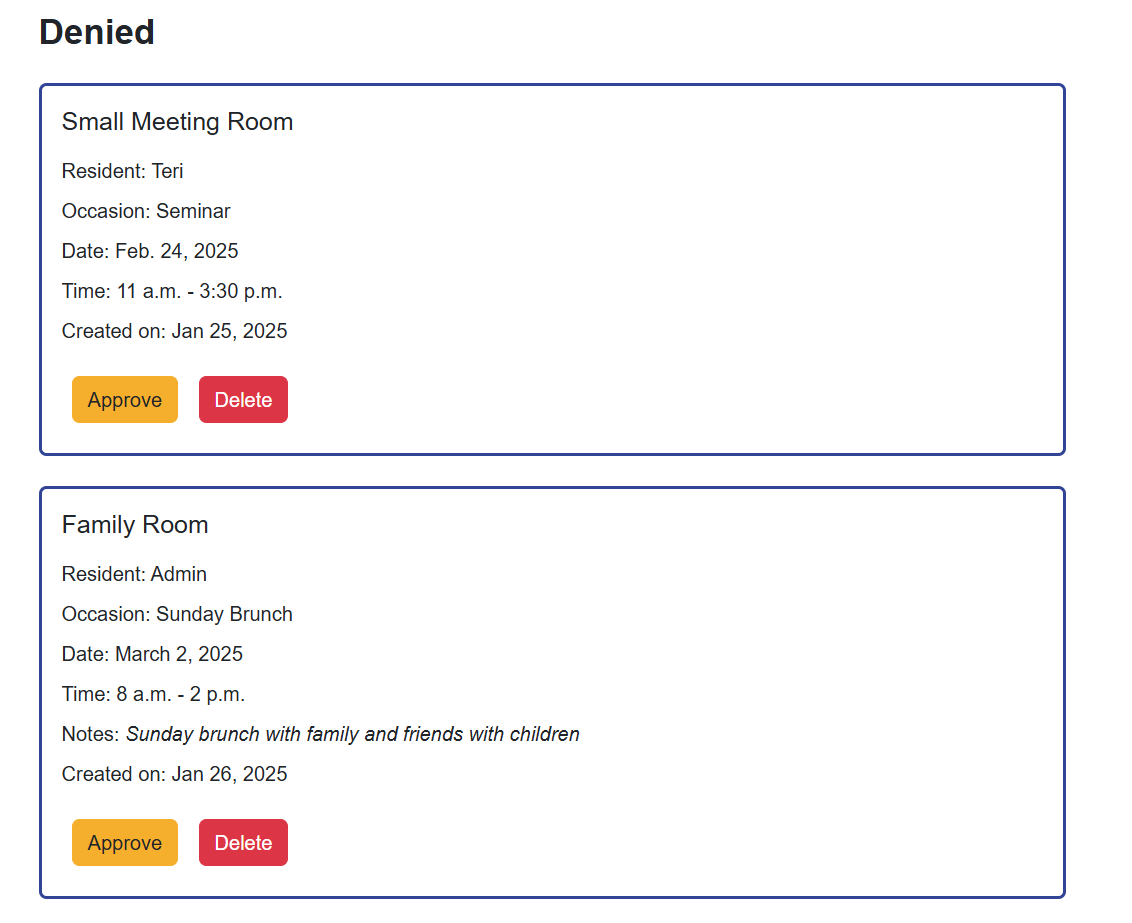 Denied
Small Meeting Room
Resident: Teri
Occasion: Seminar
Date: Feb. 24, 2025
Time: 11 a.m. - 3:30 p.m.
Created on: Jan 25, 2025
Approve Delete
Family Room
Resident: Admin
Occasion: Sunday Brunch
Date: March 2, 2025
Time: 8 a.m. - 2 p.m.
Notes: Sunday brunch with family and friends with children
Created on: Jan 26, 2025
Approve Delete